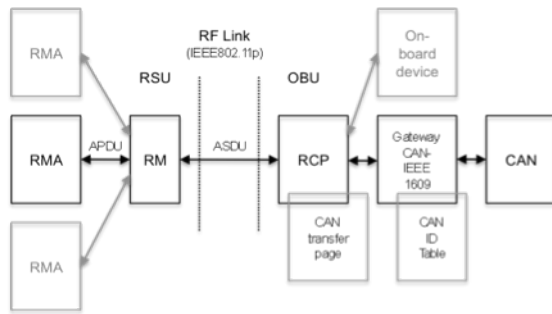 RMA
RF Link
(IEEE802.11p)
On-
board
device
RSU
OBU
RMA
APDU
RM
ASDU
RCP
Gateway
CAN-
IEEE
1609
CAN
RMA
CAN
transfer
page
CAN
ID
Table